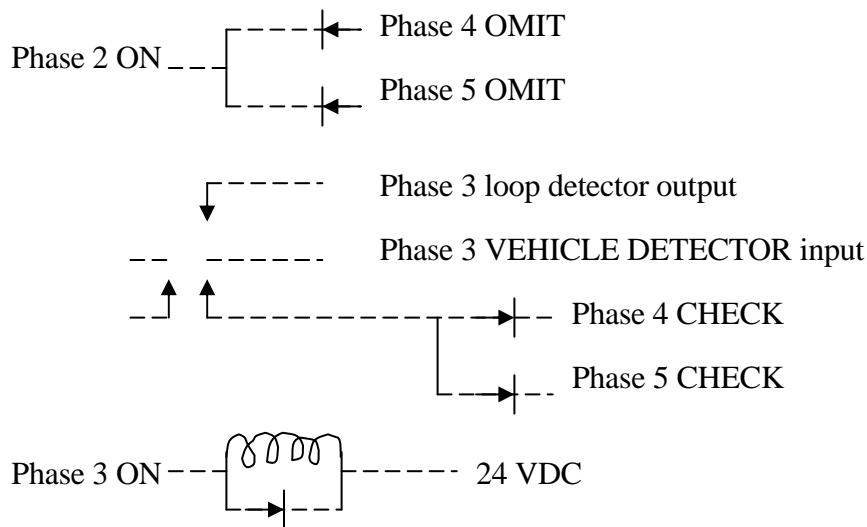 Phase 4 OMIT
Phase 2 ON
Phase 5 OMIT
Phase 3 loop detector output
Phase 3 VEHICLE DETECTOR input
Phase 4 CHECK
Phase 5 CHECK
Phase 3 ON
24 VDC